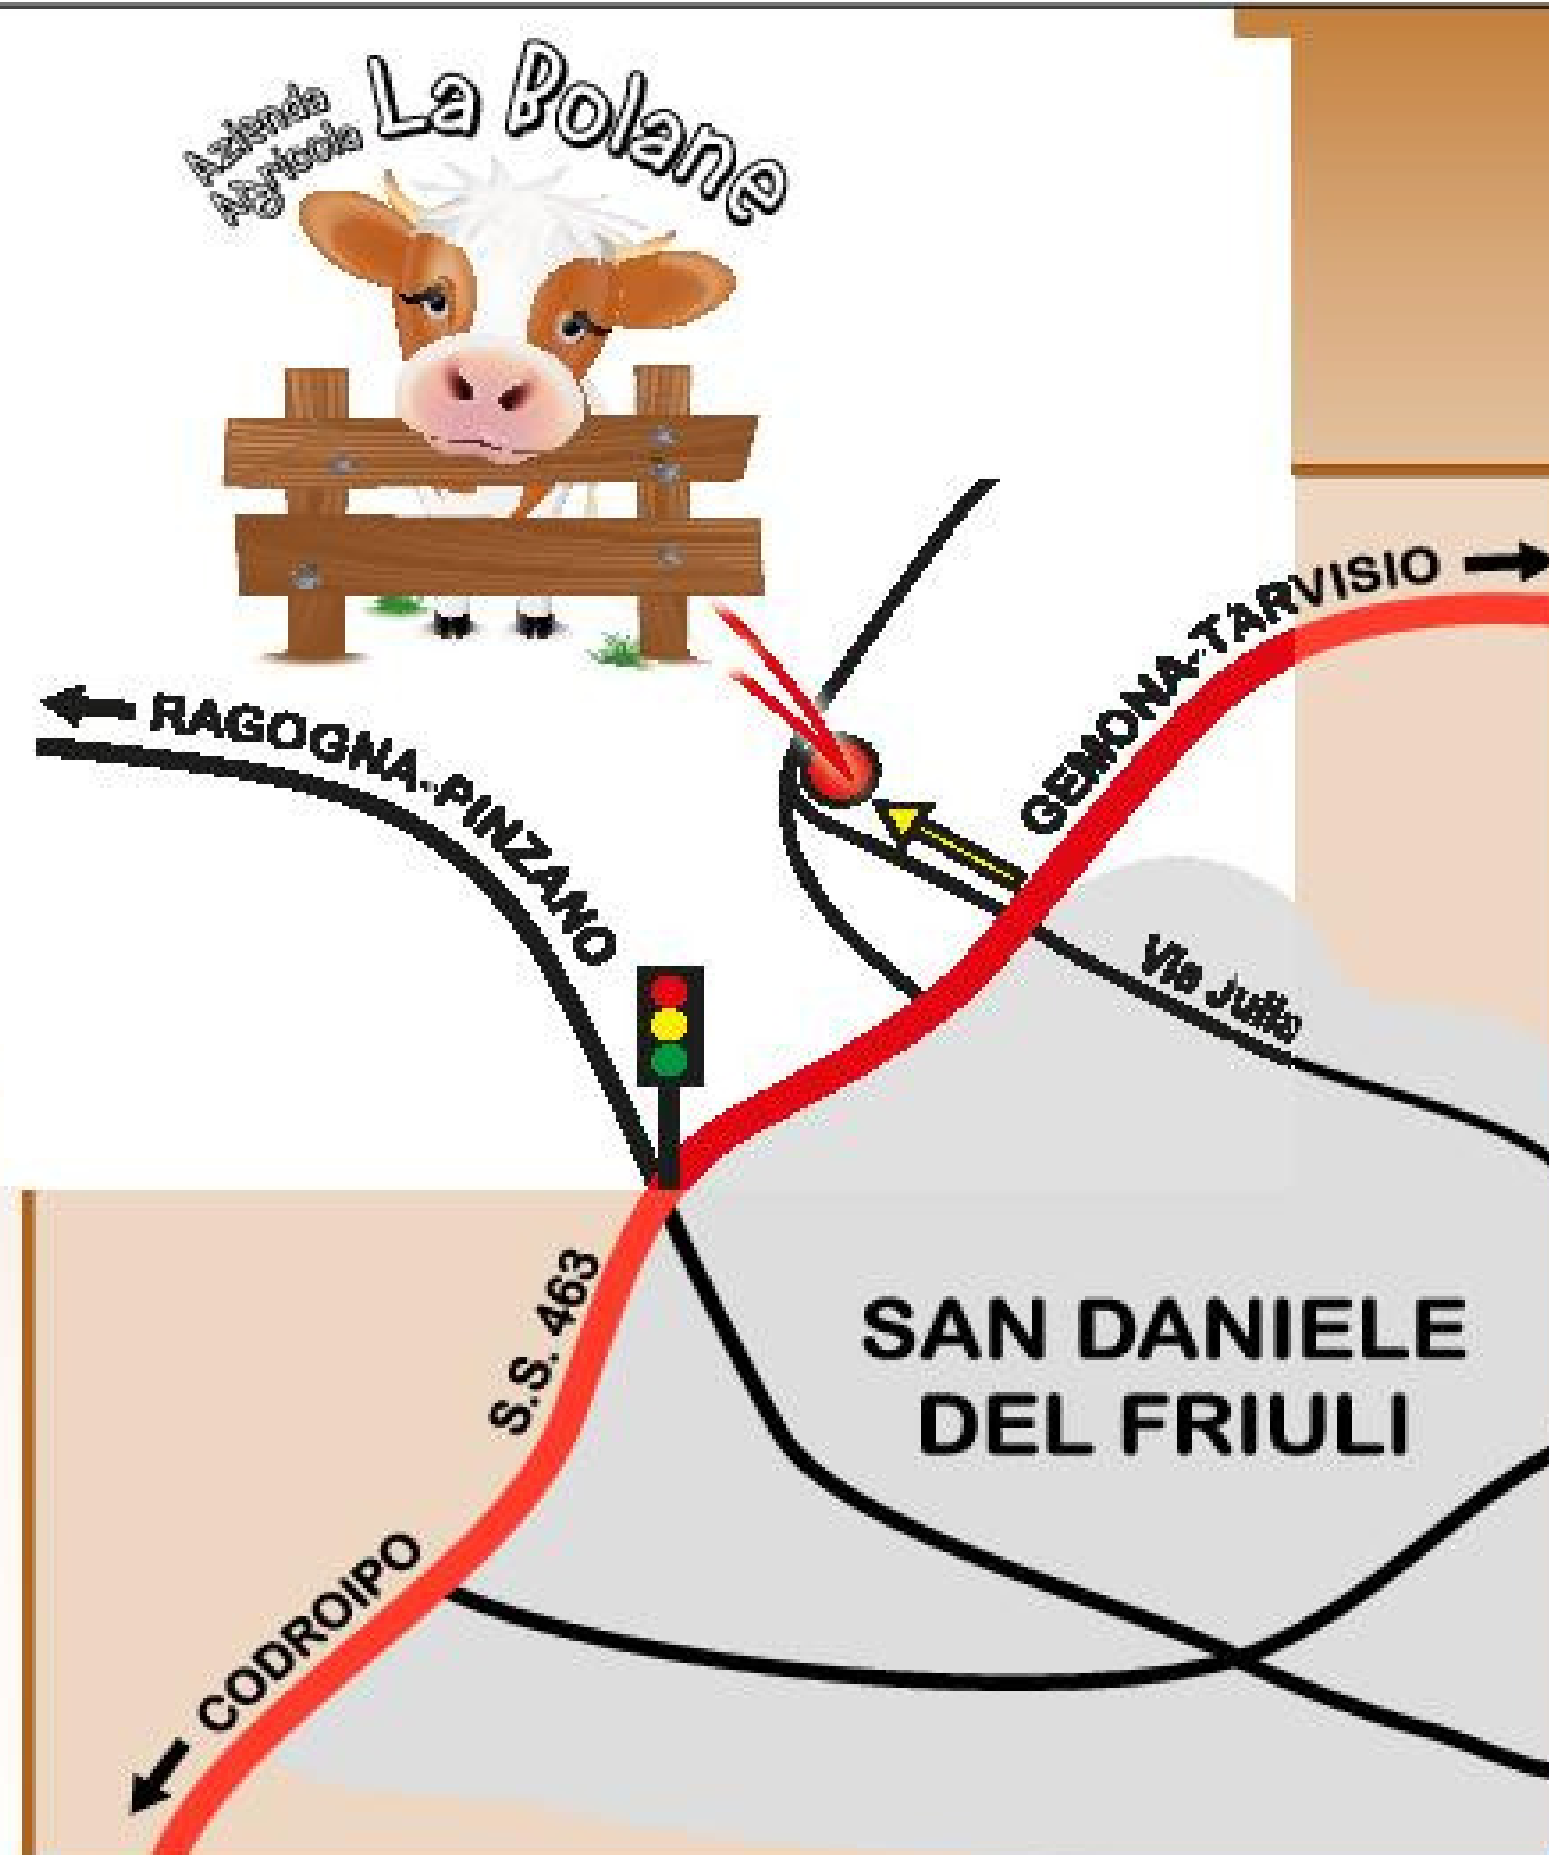 Azienda
Agricola
La Bolane
GEMONA-TARVISIO
RAGOGNA-PINZANO
Via Julia
S.S. 463
SAN DANIELE
DEL FRIULI
CODROIPO